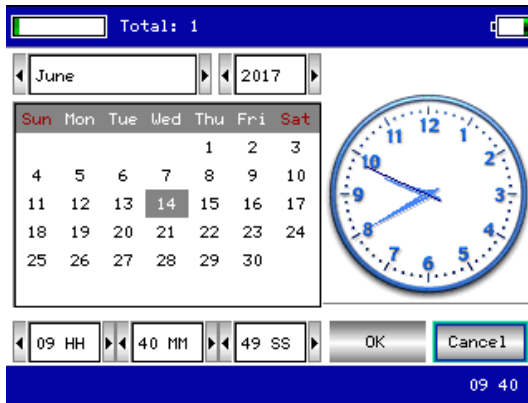 Total: 1
June 2017
Sun Mon Tue Wed Thu Fri Sat
1 2 3
4 5 6 7 8 9 10
11 12 13 14 15 16 17
18 19 20 21 22 23 24
25 26 27 28 29 30
12
11 1
10 2
9 3
8 4
7 5
6
09 HH 40 MM 49 SS OK Cancel
09 40